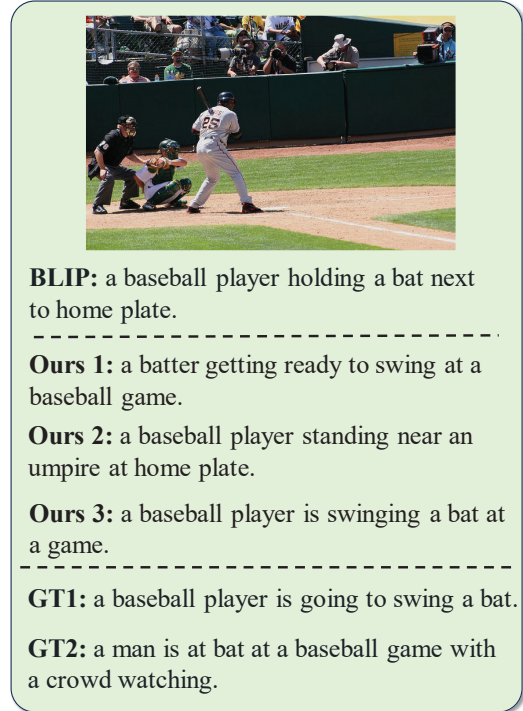 25
BLIP: a baseball player holding a bat next
to home plate.
Ours 1: a batter getting ready to swing at a
baseball game.
Ours 2: a baseball player standing near an
umpire at home plate.
Ours 3: a baseball player is swinging a bat at
a game.
GT1: a baseball player is going to swing a bat.
GT2: a man is at bat at a baseball game with
a crowd watching.